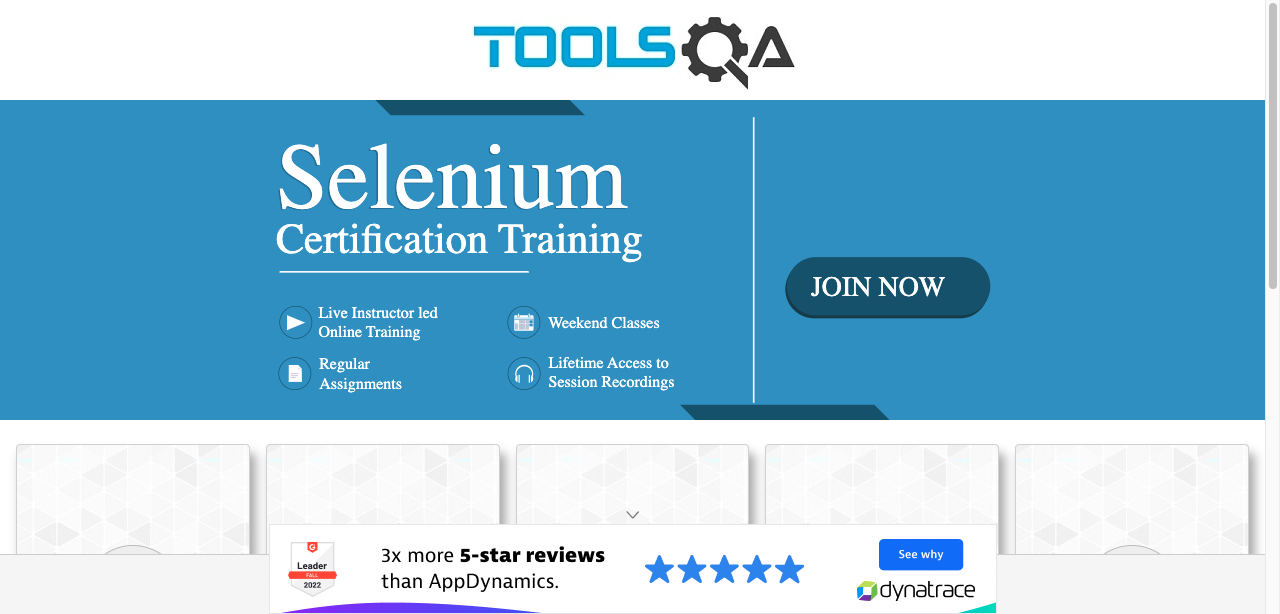 TOOLSQA
Selenium
Certification Training
JOIN NOW
Live Instructor led
Online Training
Weekend Classes
Regular
Assignments
Lifetime Access to
Session Recordings
Leader
FALL
2022
3x more 5-star reviews
than AppDynamics.
See why
dynatrace